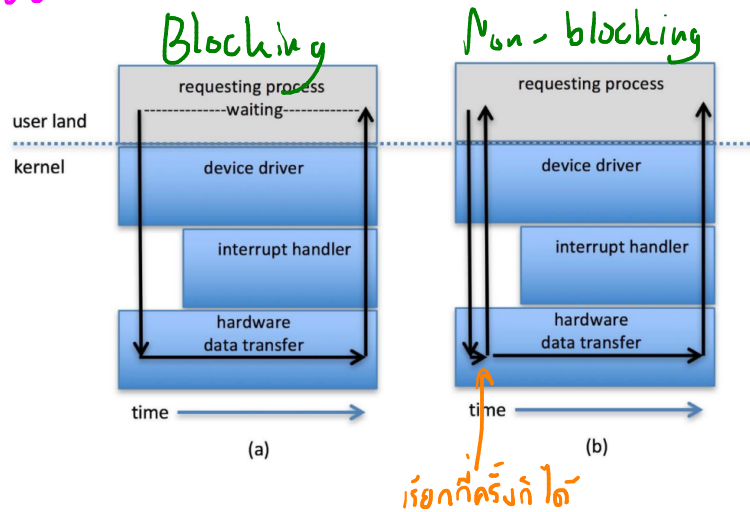 Blocking
Non-blocking
requesting process
waiting
user land
kernel
device driver
interrupt handler
hardware
data transfer
time
(a)
requesting process
device driver
interrupt handler
hardware
data transfer
time
(b)
เรียกกี่ครั้งก็ได้